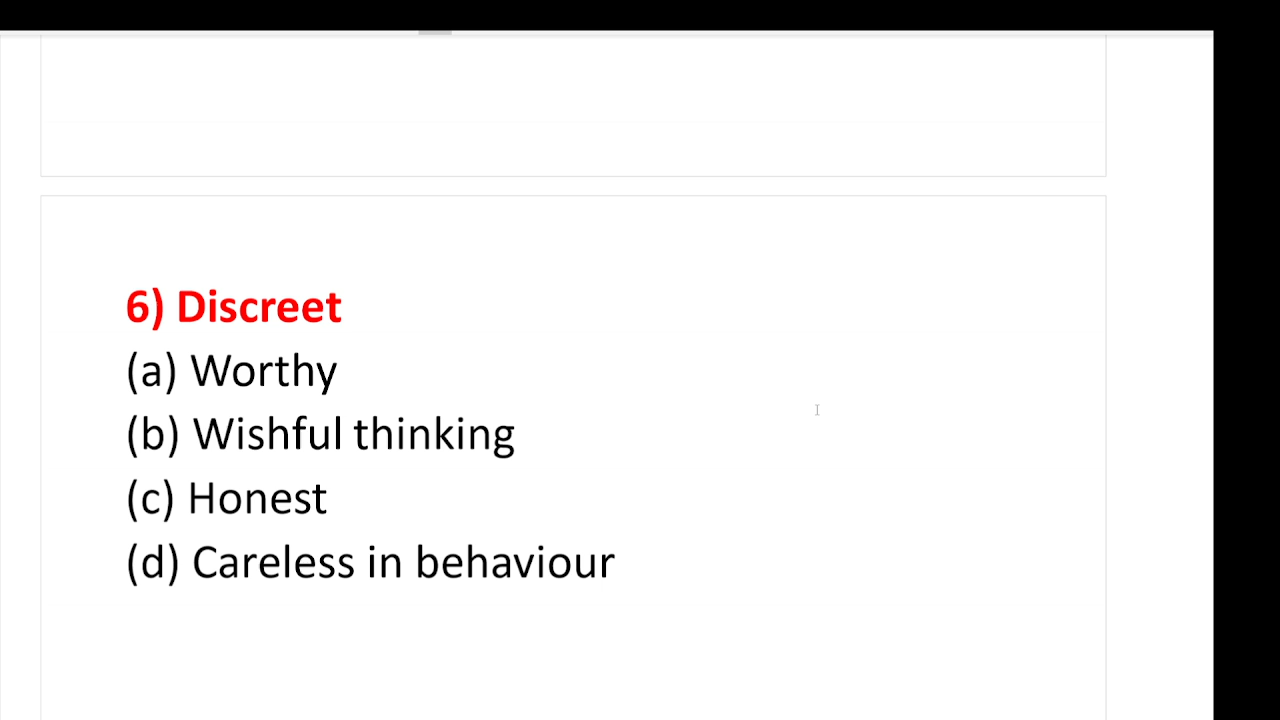 6) Discreet
(a) Worthy
(b) Wishful thinking
(c) Honest
(d) Careless in behaviour